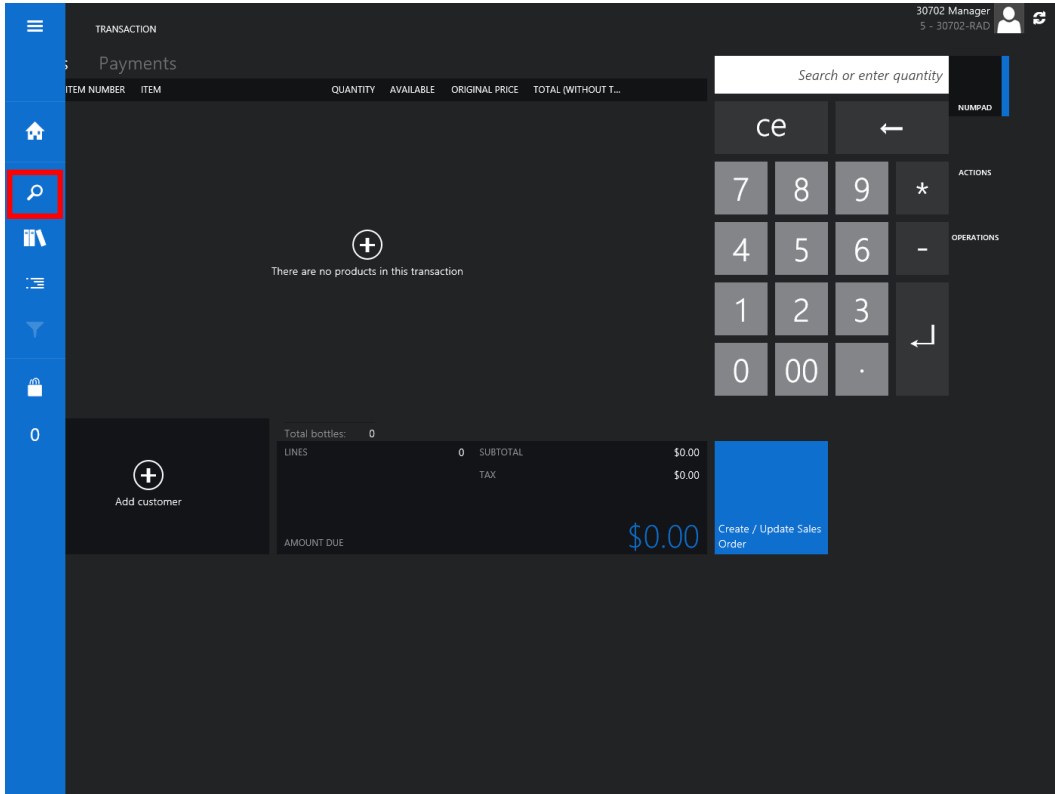 30702 Manager
TRANSACTION
5 - 30702-RAD
s Payments
Search or enter quantity
ITEM NUMBER ITEM QUANTITY AVAILABLE ORIGINAL PRICE TOTAL (WITHOUT T...
NUMPAD
ce ←
7 8 9 *
ACTIONS
4 5 6 -
OPERATIONS
There are no products in this transaction
1 2 3
0 00 .
0
Total bottles: 0
LINES 0 SUBTOTAL $0.00
TAX $0.00
Add customer
Create / Update Sales
Order
AMOUNT DUE $0.00